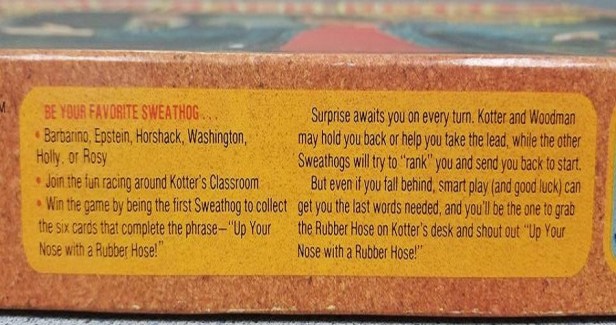 BE YOUR FAVORITE SWEATHOG . . .
• Barbarino, Epstein, Horshack, Washington,
Holly, or Rosy
• Join the fun racing around Kotter's Classroom
• Win the game by being the first Sweathog to collect
the six cards that complete the phrase—"Up Your
Nose with a Rubber Hose!"
Surprise awaits you on every turn. Kotter and Woodman
may hold you back or help you take the lead, while the other
Sweathogs will try to "rank" you and send you back to start.
But even if you fall behind, smart play (and good luck) can
get you the last words needed, and you'll be the one to grab
the Rubber Hose on Kotter's desk and shout out "Up Your
Nose with a Rubber Hose!"